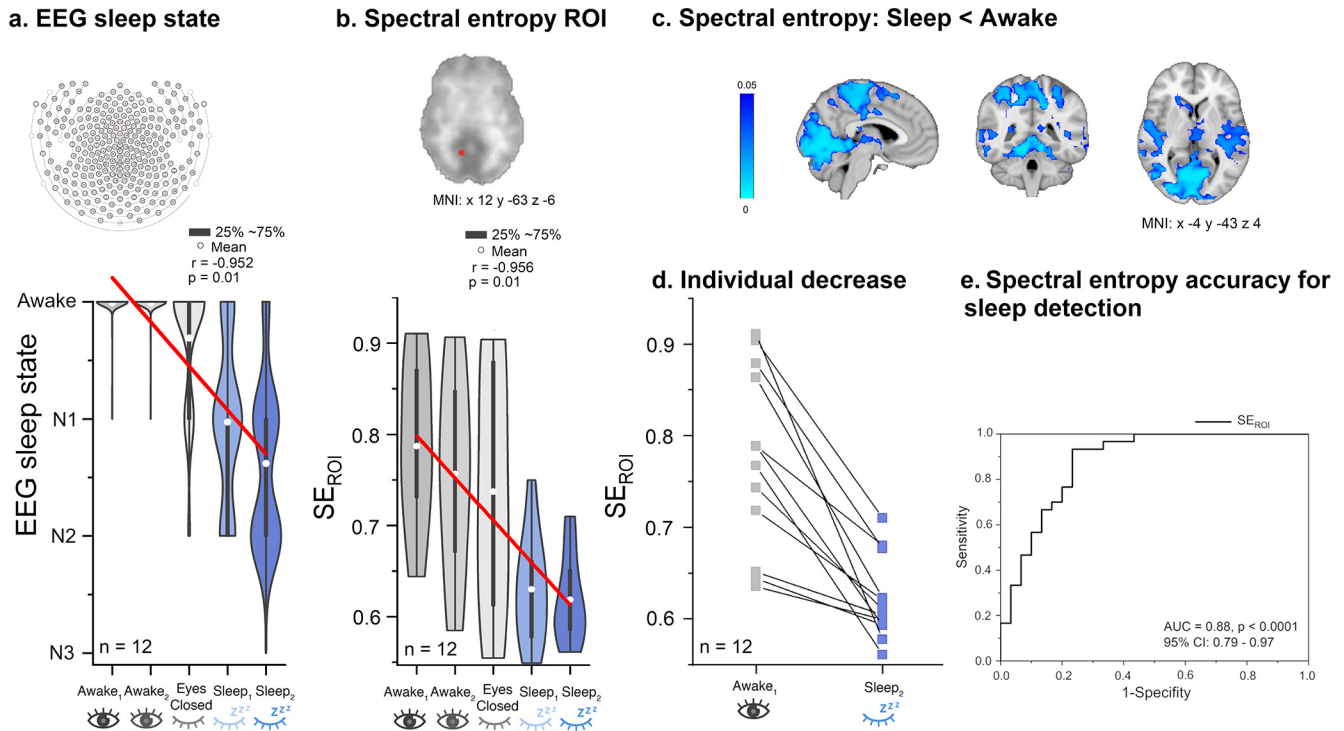 a. EEG sleep state
b. Spectral entropy ROI
c. Spectral entropy: Sleep < Awake
0.05
0
MNI: x 12 y -63 z -6
MNI: x -4 y -43 z 4
25% ~75%
Mean
r = -0.952
p = 0.01
25% ~75%
Mean
r = -0.956
p = 0.01
d. Individual decrease
e. Spectral entropy accuracy for
sleep detection
EEG sleep state
Awake
N1
N2
N3
n = 12
Awake1
Awake2
Eyes
Closed
Sleep1
Sleep2
zzz
zzz
SEROI
0.9
0.8
0.7
0.6
n = 12
Awake1
Awake2
Eyes
Closed
Sleep1
Sleep2
zzz
zzz
SEROI
0.9
0.8
0.7
0.6
n = 12
Awake1
Sleep2
zzz
SEROI
Sensitivity
1.0
0.8
0.6
0.4
0.2
0.0
AUC = 0.88, p < 0.0001
95% CI: 0.79 - 0.97
0.0
0.2
0.4
0.6
0.8
1.0
1-Specifity